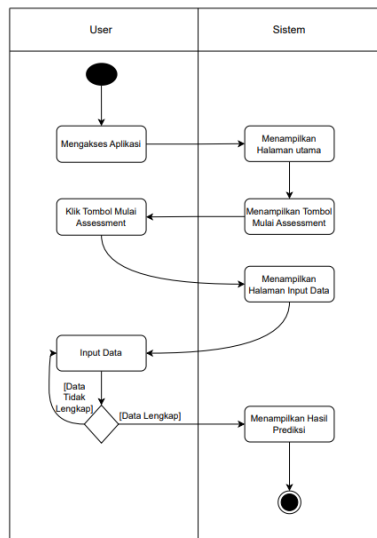 User
Sistem
Mengakses Aplikasi
Menampilkan
Halaman utama
Klik Tombol Mulai
Assessment
Menampilkan Tombol
Mulai Assessment
Menampilkan
Halaman Input Data
Input Data
[Data
Tidak
Lengkap]
[Data Lengkap]
Menampilkan Hasil
Prediksi